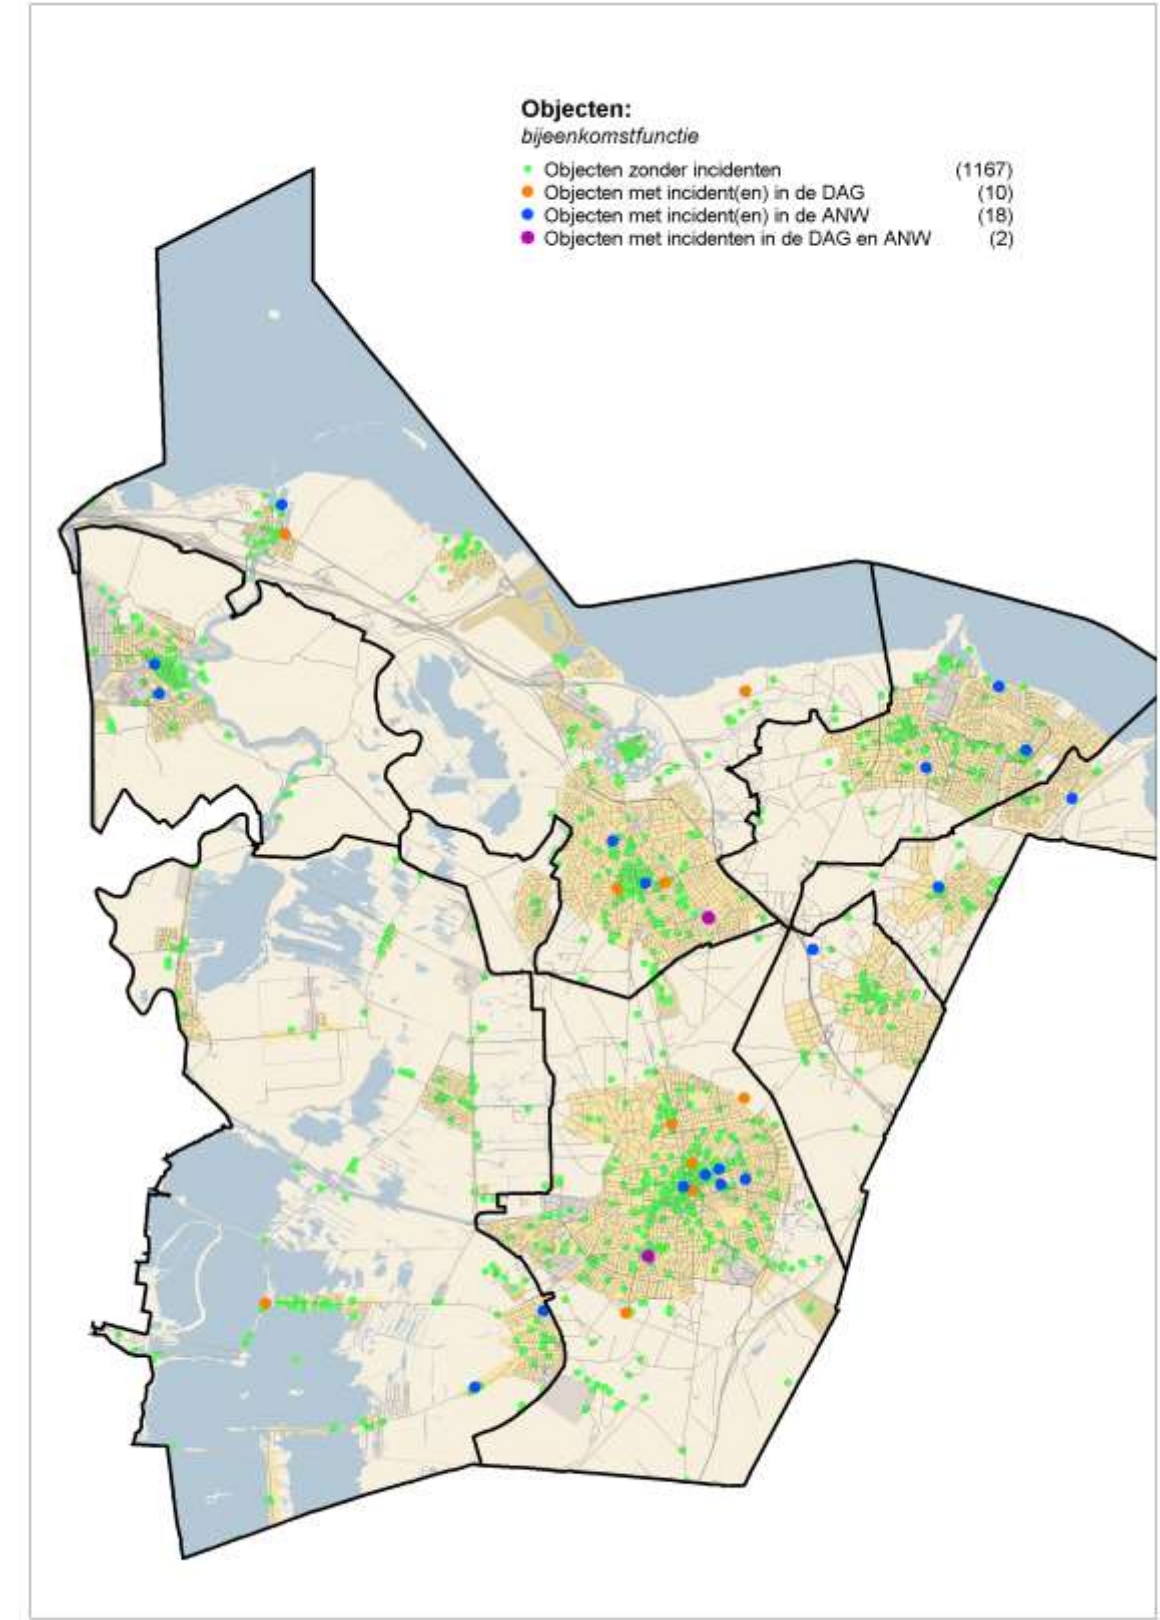 Objecten:
bijeenkomstfunctie
Objecten zonder incidenten (1167)
Objecten met incident(en) in de DAG (10)
Objecten met incident(en) in de ANW (18)
Objecten met incidenten in de DAG en ANW (2)